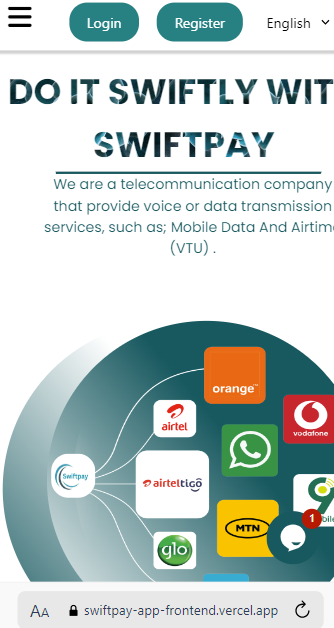 Login Register English
DO IT SWIFTLY WIT
SWIFTPAY
We are a telecommunication company
that provide voice or data transmission
services, such as; Mobile Data And Airtim
(VTU) .
orange™
airtel
vodafone
Swiftpay
airteltigo
MTN
9
bile
1
glo
AA swiftpay-app-frontend.vercel.app